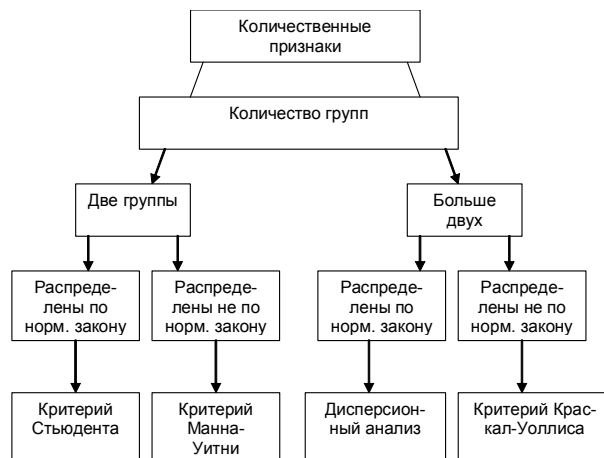 Количественные
признаки
Количество групп
Две группы
Больше
двух
Распреде-
лены по
норм. закону
Распреде-
лены не по
норм. закону
Распреде-
лены по
норм. закону
Распреде-
лены не по
норм. закону
Критерий
Стьюдента
Критерий
Манна-
Уитни
Дисперсион-
ный анализ
Критерий Крас-
кал-Уоллиса